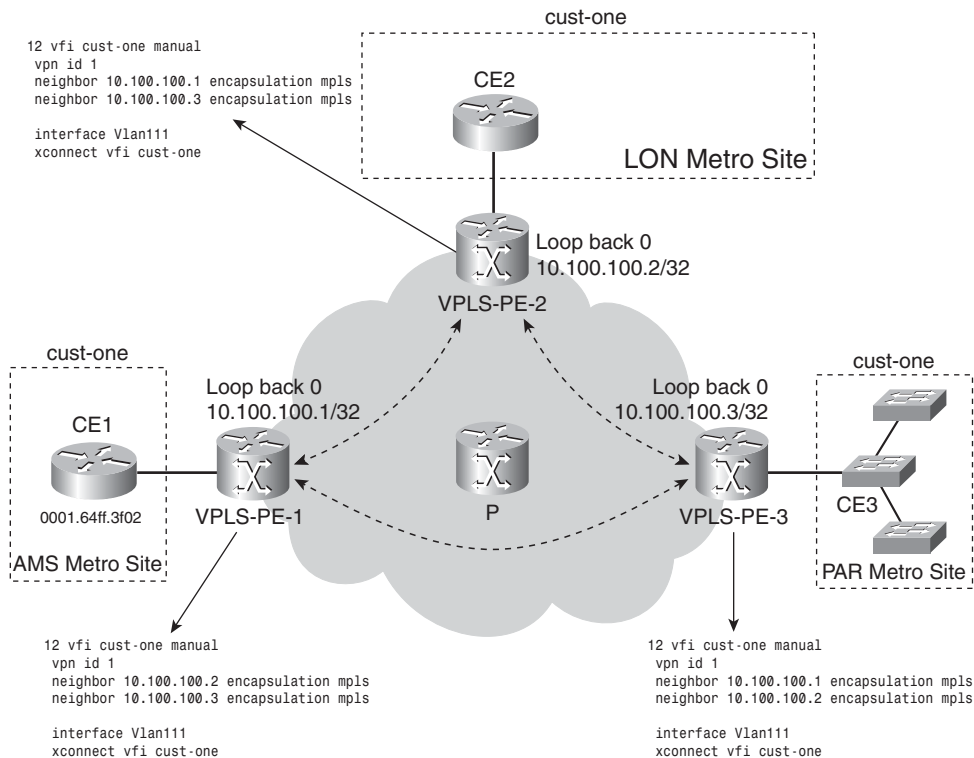 cust-one
12 vfi cust-one manual
vpn id 1
neighbor 10.100.100.1 encapsulation mpls
neighbor 10.100.100.3 encapsulation mpls
interface Vlan111
xconnect vfi cust-one
CE2
LON Metro Site
Loop back 0
10.100.100.2/32
VPLS-PE-2
cust-one
CE1
0001.64ff.3f02
AMS Metro Site
Loop back 0
10.100.100.1/32
VPLS-PE-1
P
Loop back 0
10.100.100.3/32
VPLS-PE-3
cust-one
CE3
PAR Metro Site
12 vfi cust-one manual
vpn id 1
neighbor 10.100.100.2 encapsulation mpls
neighbor 10.100.100.3 encapsulation mpls
interface Vlan111
xconnect vfi cust-one
12 vfi cust-one manual
vpn id 1
neighbor 10.100.100.1 encapsulation mpls
neighbor 10.100.100.2 encapsulation mpls
interface Vlan111
xconnect vfi cust-one